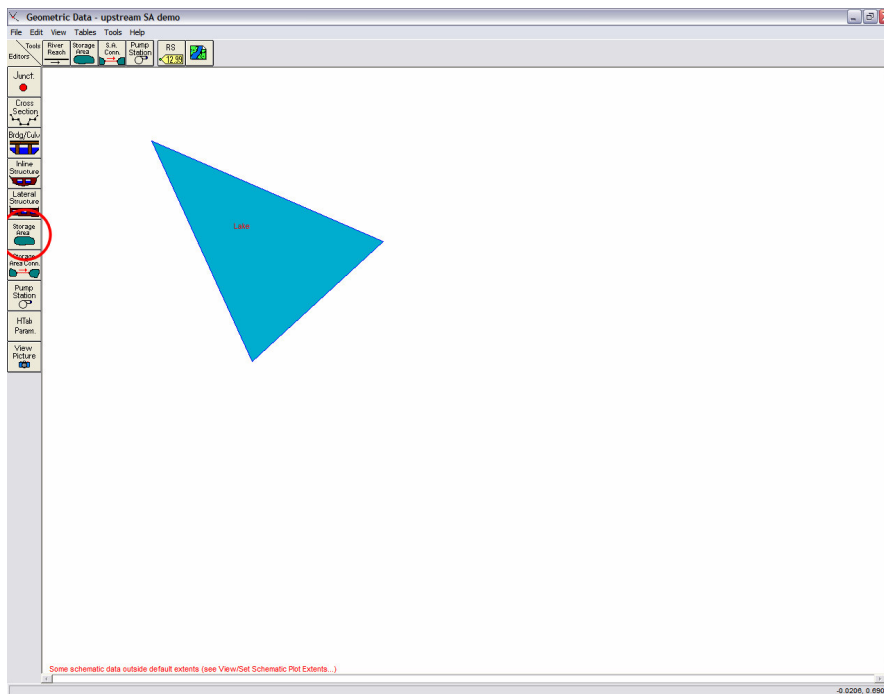 Geometric Data - upstream SA demo
File Edit View Tables Tools Help
Tools
Editors
River Reach
Storage Area
S.A. Conn.
Pump Station
RS
12.99
Junct.
Cross Section
Brdg/Culv
Inline Structure
Lateral Structure
Storage Area
Storage Area Conn.
Pump Station
HTab Param.
View Picture
Lake
Some schematic data outside default extents (see View/Set Schematic Plot Extents...)
-0.0206, 0.690